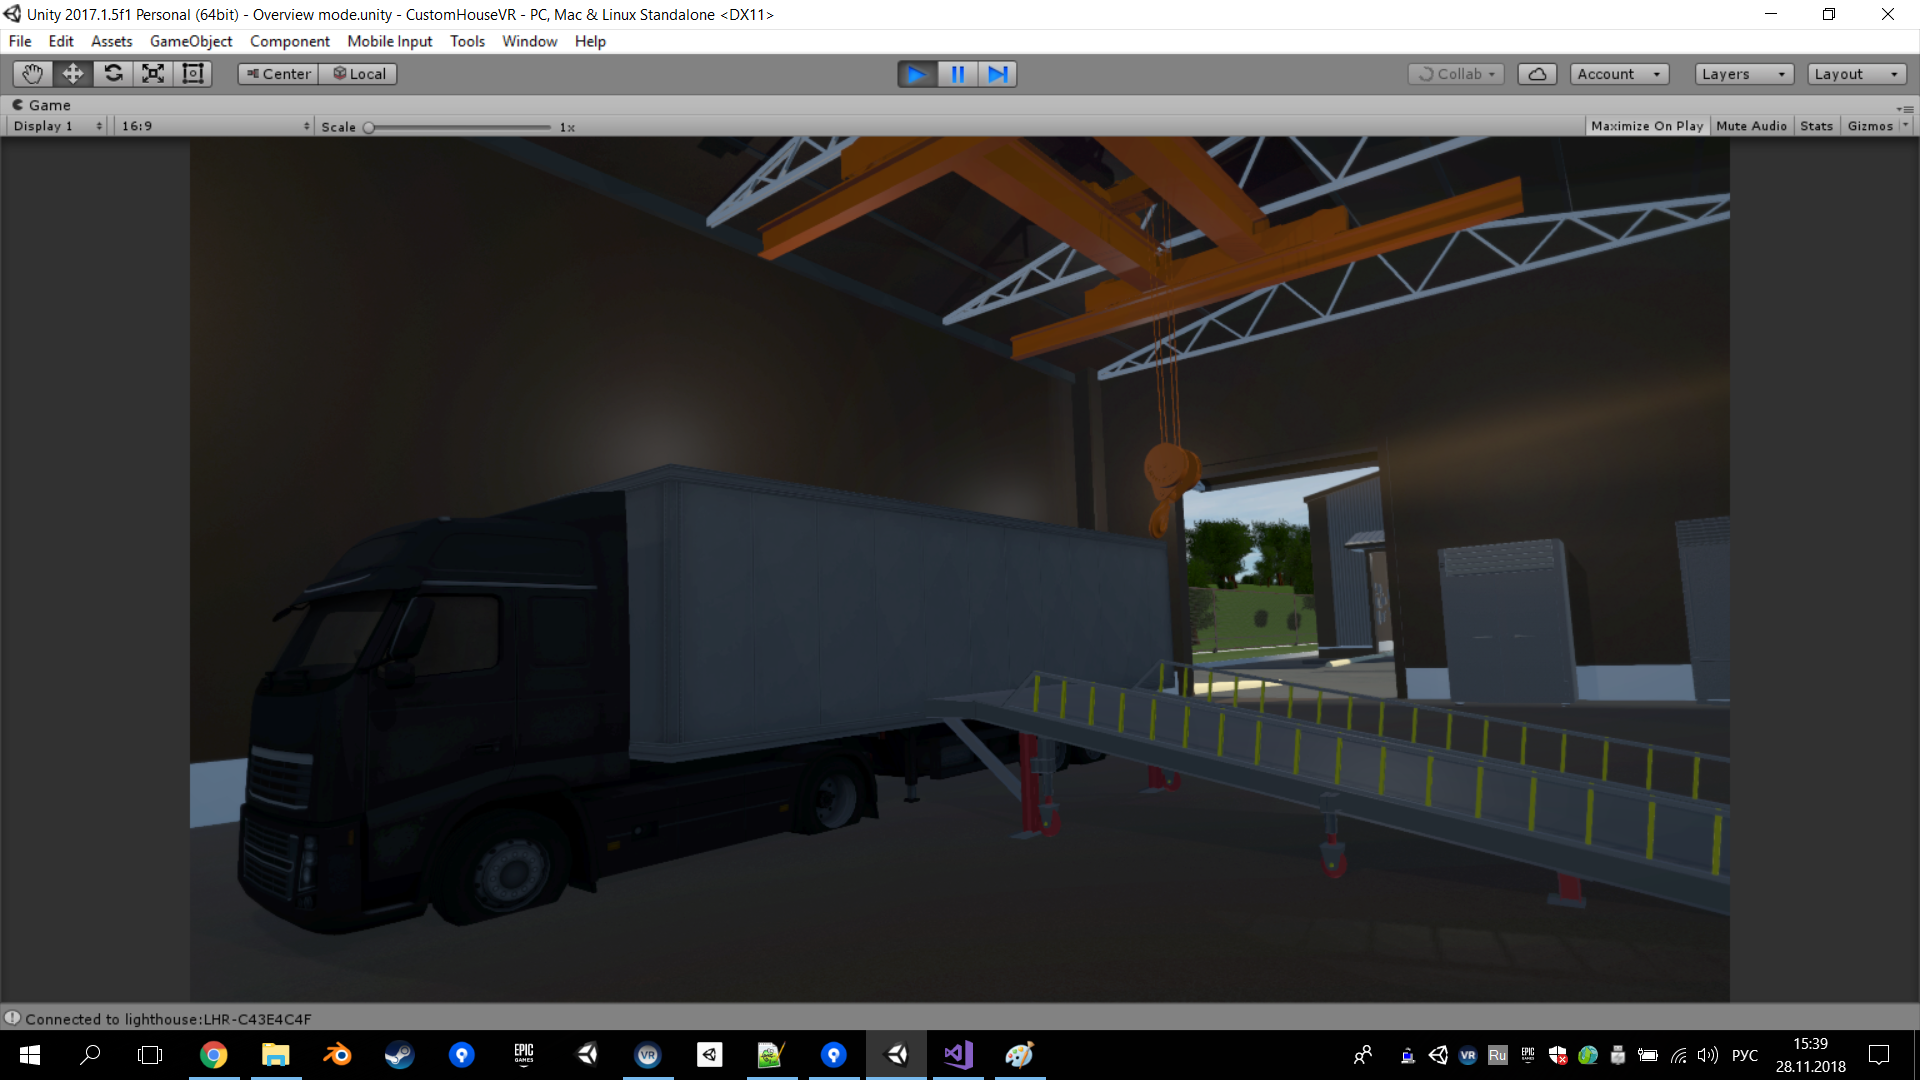 Unity 2017.1.5f1 Personal (64bit) - Overview mode.unity - CustomHouseVR - PC, Mac & Linux Standalone <DX11>
File Edit Assets GameObject Component Mobile Input Tools Window Help
Center Local Collab Account Layers Layout
Game
Display 1 16:9 Scale 1x Maximize On Play Mute Audio Stats Gizmos
Connected to lighthouse:LHR-C43E4C4F
EPIC GAMES VR VR Ru EPIC GAMES РУС 15:39
28.11.2018